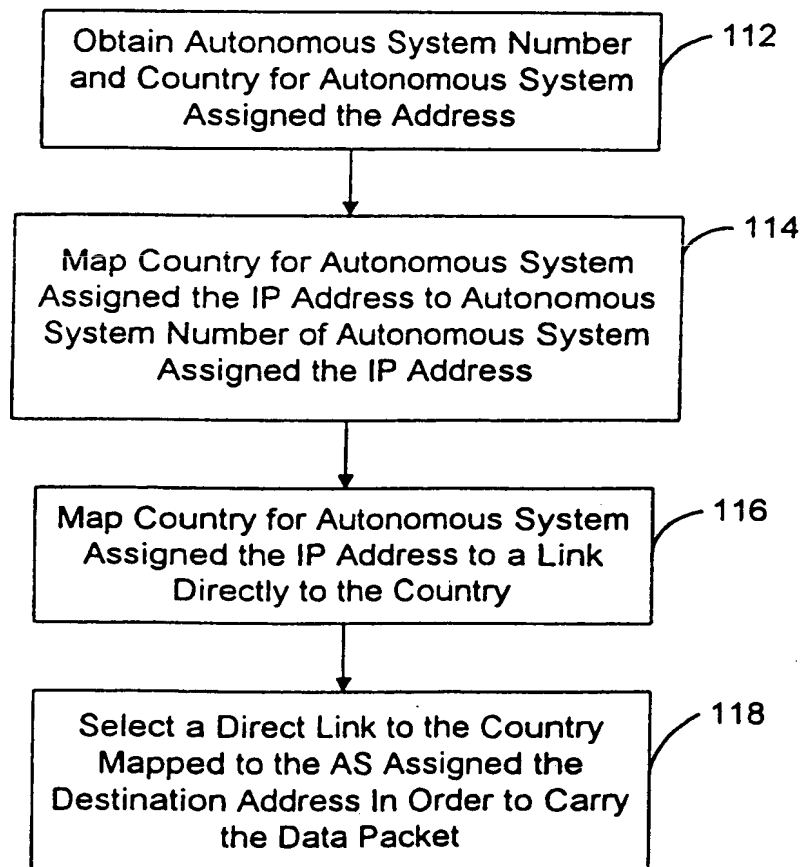 Obtain Autonomous System Number
and Country for Autonomous System
Assigned the Address
112
Map Country for Autonomous System
Assigned the IP Address to Autonomous
System Number of Autonomous System
Assigned the IP Address
114
Map Country for Autonomous System
Assigned the IP Address to a Link
Directly to the Country
116
Select a Direct Link to the Country
Mapped to the AS Assigned the
Destination Address In Order to Carry
the Data Packet
118